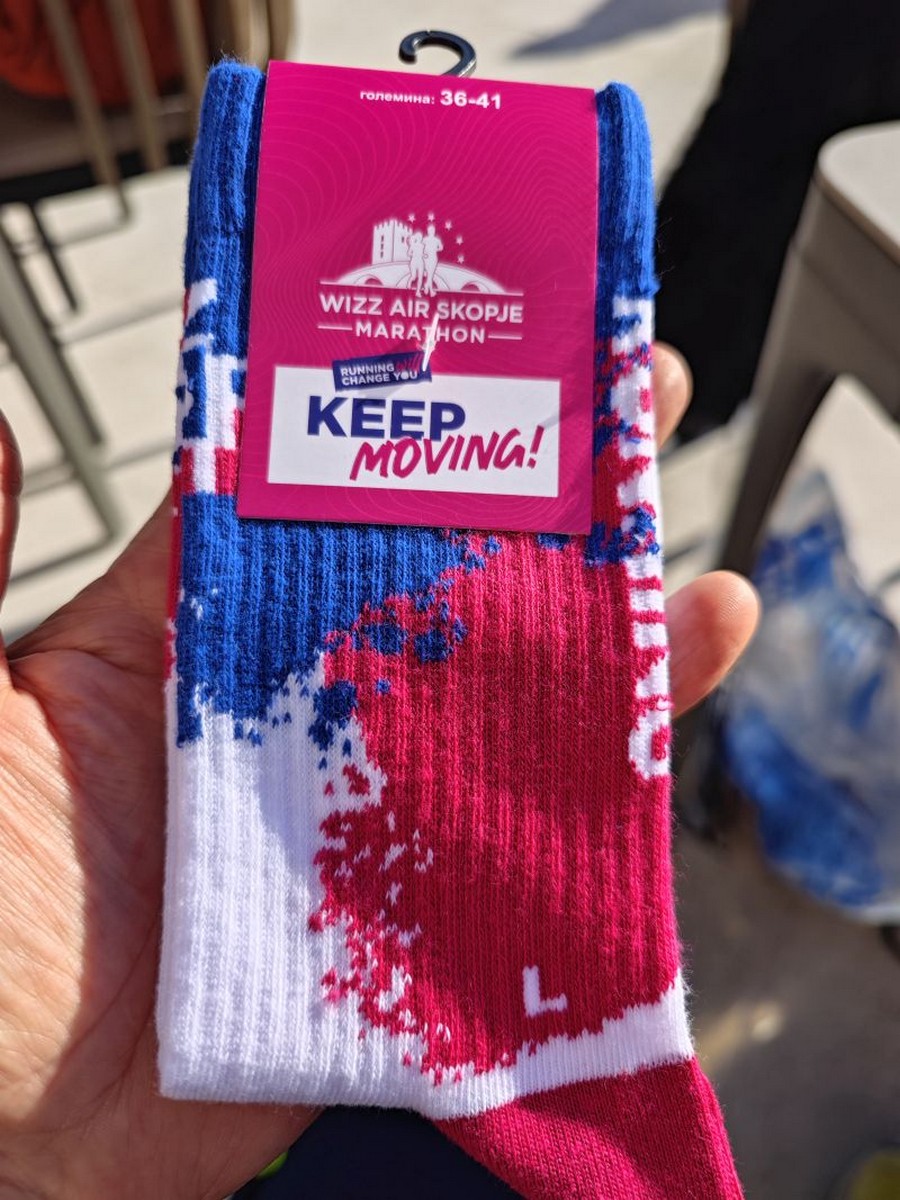 големина: 36-41
WIZZ AIR SKOPJE
MARATHON
RUNNING
CHANGE YOU
KEEP
MOVING!
L